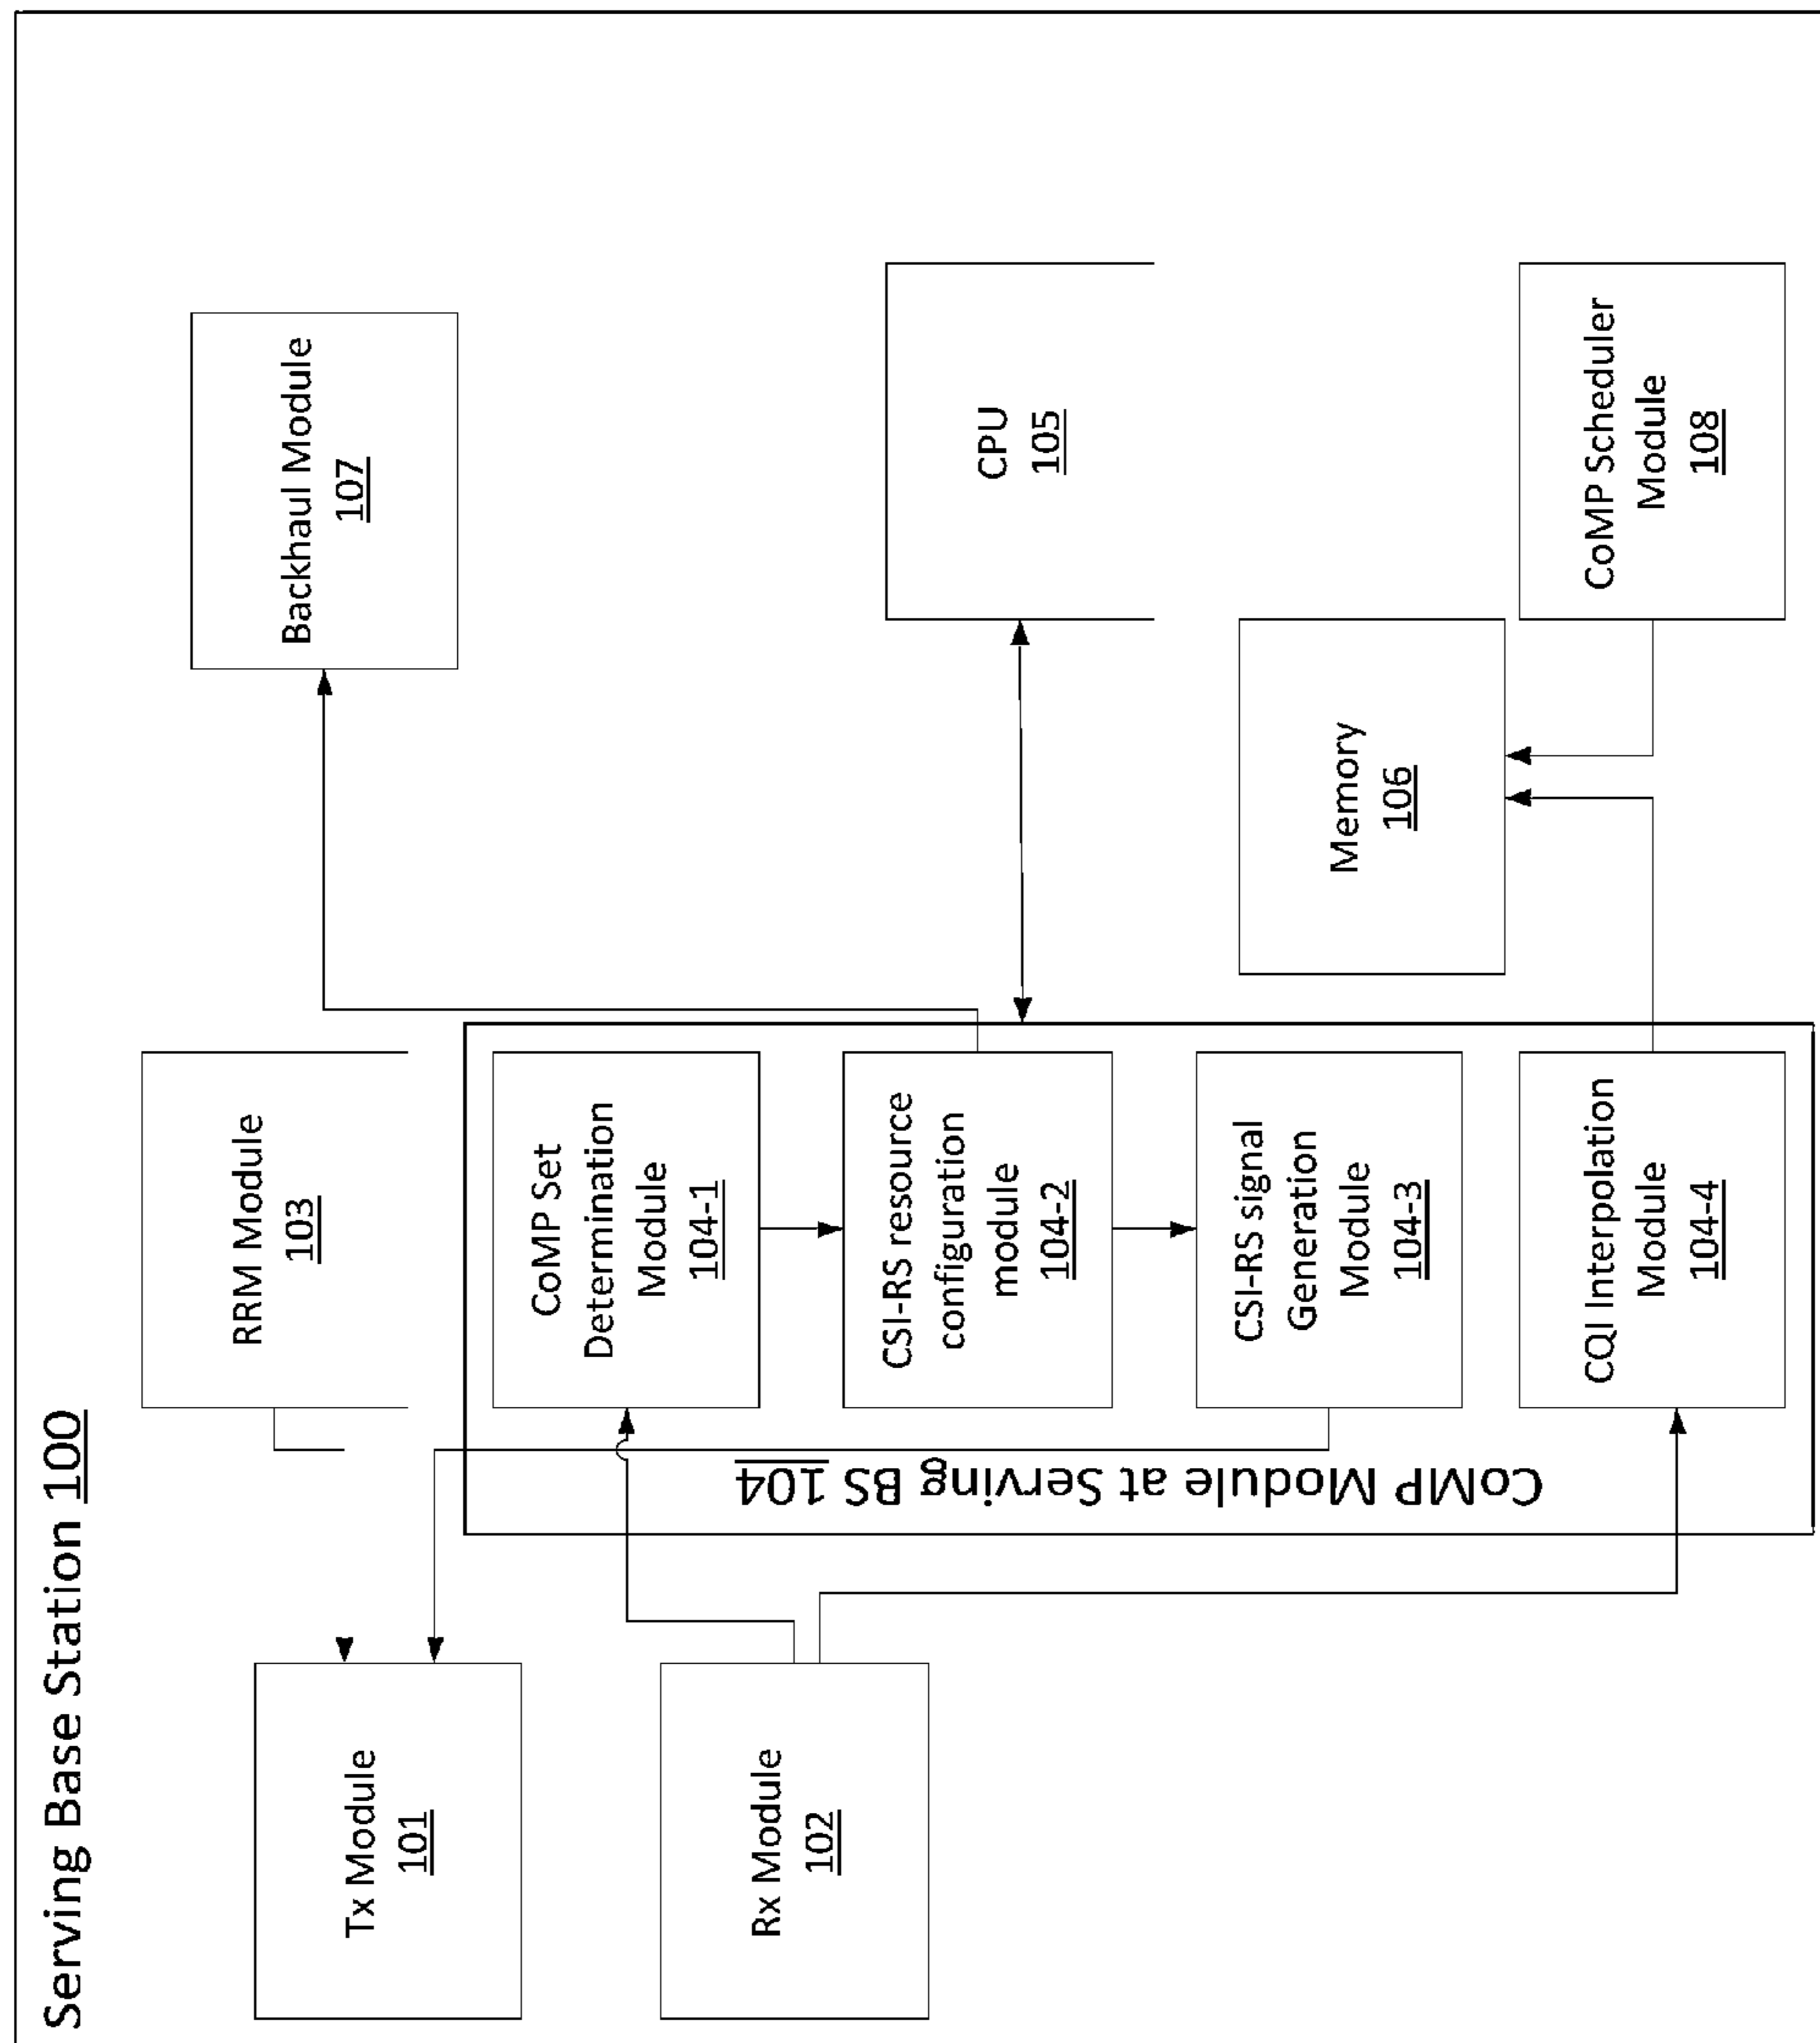 Serving Base Station 100
Tx Module
101
Rx Module
102
RRM Module
103
CoMP Module at Serving BS 104
CoMP Set
Determination
Module
104-1
CSI-RS resource
configuration
module
104-2
CSI-RS signal
Generation
Module
104-3
CQI Interpolation
Module
104-4
Backhaul Module
107
CPU
105
Memory
106
CoMP Scheduler
Module
108